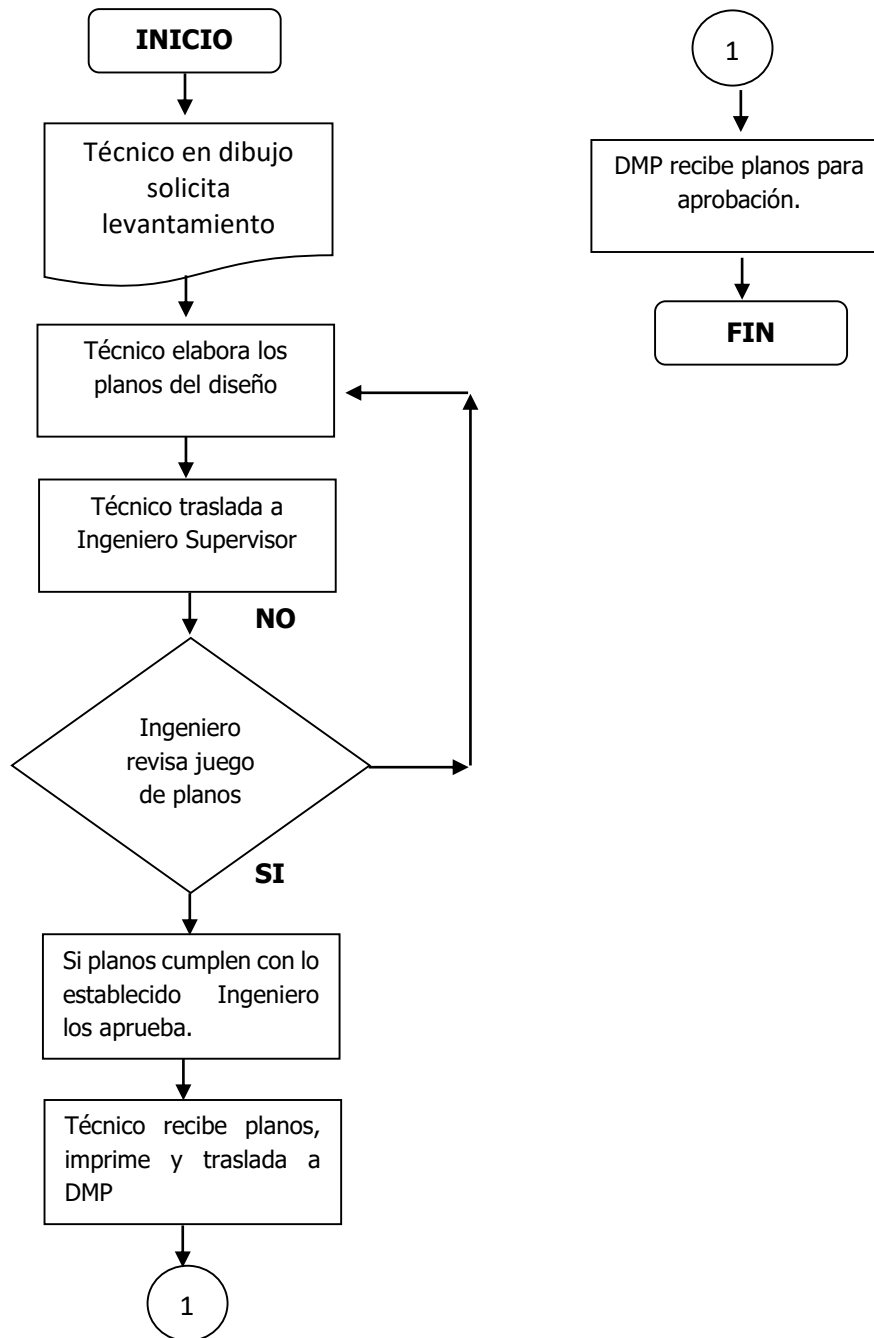 INICIO
Técnico en dibujo
solicita
levantamiento
Técnico elabora los
planos del diseño
Técnico traslada a
Ingeniero Supervisor
NO
Ingeniero
revisa juego
de planos
SI
Si planos cumplen con lo
establecido Ingeniero
los aprueba.
Técnico recibe planos,
imprime y traslada a
DMP
1
1
DMP recibe planos para
aprobación.
FIN